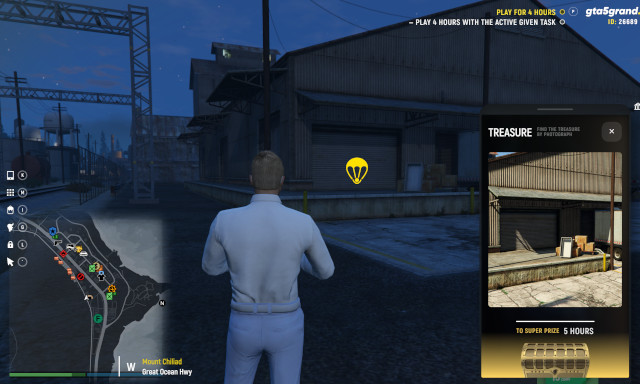 PLAY FOR 4 HOURS
P
gta5grand.
– PLAY 4 HOURS WITH THE ACTIVE GIVEN TASK
ID: 26689
TREASURE
FIND THE TREASURE
BY PHOTOGRAPH
×
K
K
I
G
L
N
TO SUPER PRIZE 5 HOURS
W
Mount Chiliad
Great Ocean Hwy